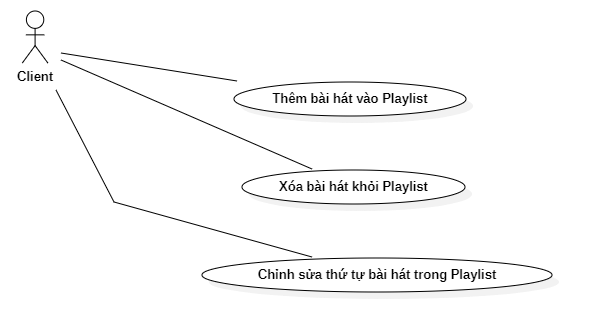 Client
Thêm bài hát vào Playlist
Xóa bài hát khỏi Playlist
Chỉnh sửa thứ tự bài hát trong Playlist